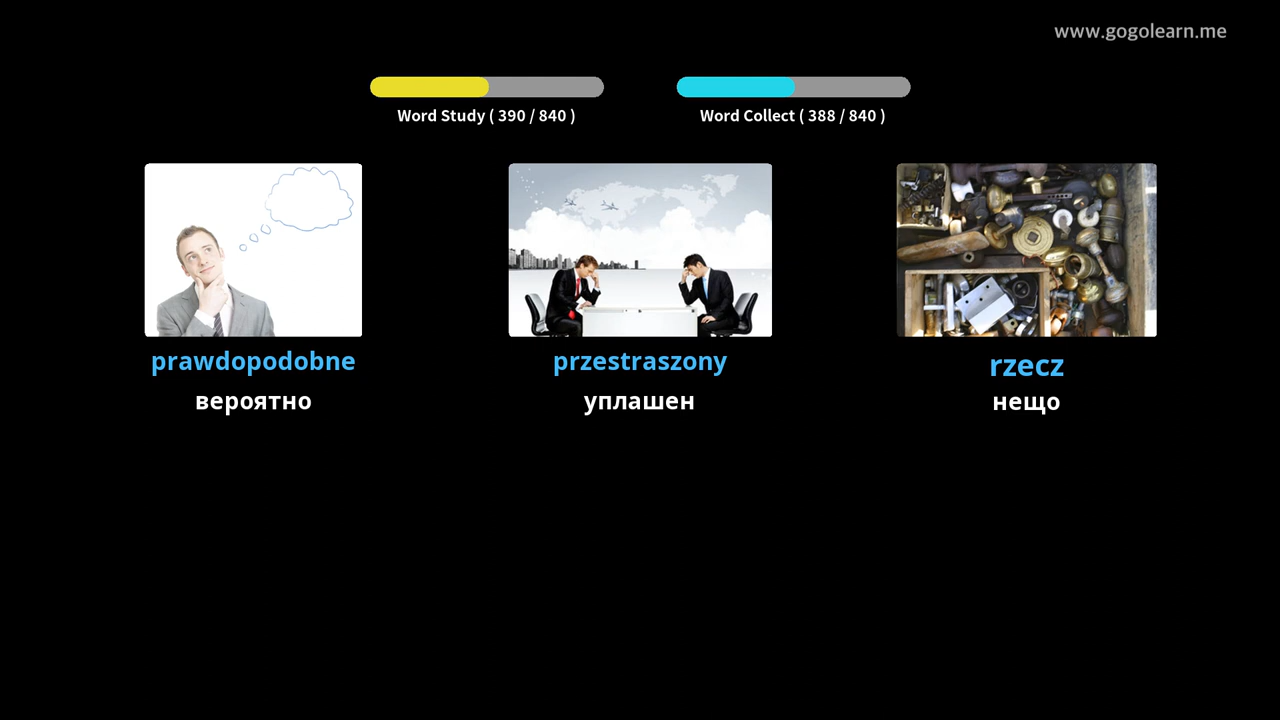 www.gogolearn.me
Word Study ( 390 / 840 )
Word Collect ( 388 / 840 )
prawdopodobne
вероятно
przestraszony
уплашен
rzecz
нещо